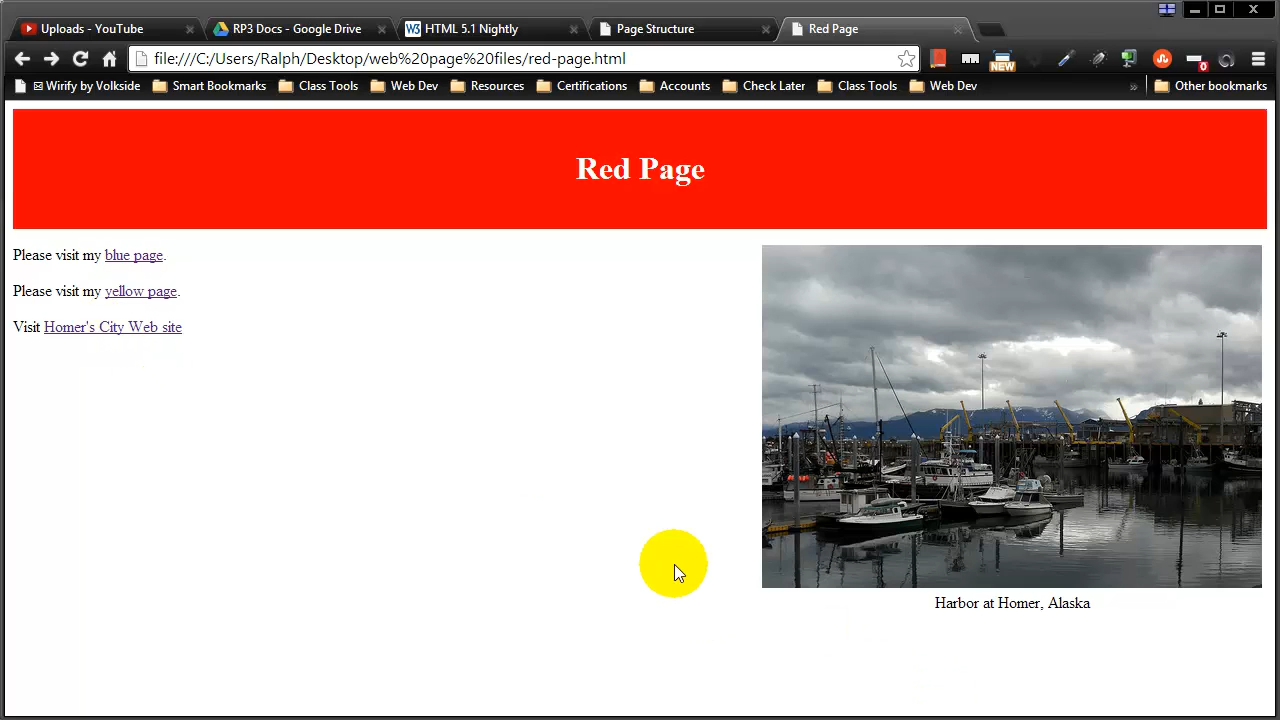 Uploads - YouTube
RP3 Docs - Google Drive
W3 HTML 5.1 Nightly
Page Structure
Red Page
file:///C:/Users/Ralph/Desktop/web%20page%20files/red-page.html
NEW
0
Wirify by Volkside
Smart Bookmarks
Class Tools
Web Dev
Resources
Certifications
Accounts
Check Later
Class Tools
Web Dev
»
Other bookmarks
Red Page
Please visit my blue page.
Please visit my yellow page.
Visit Homer's City Web site
Harbor at Homer, Alaska